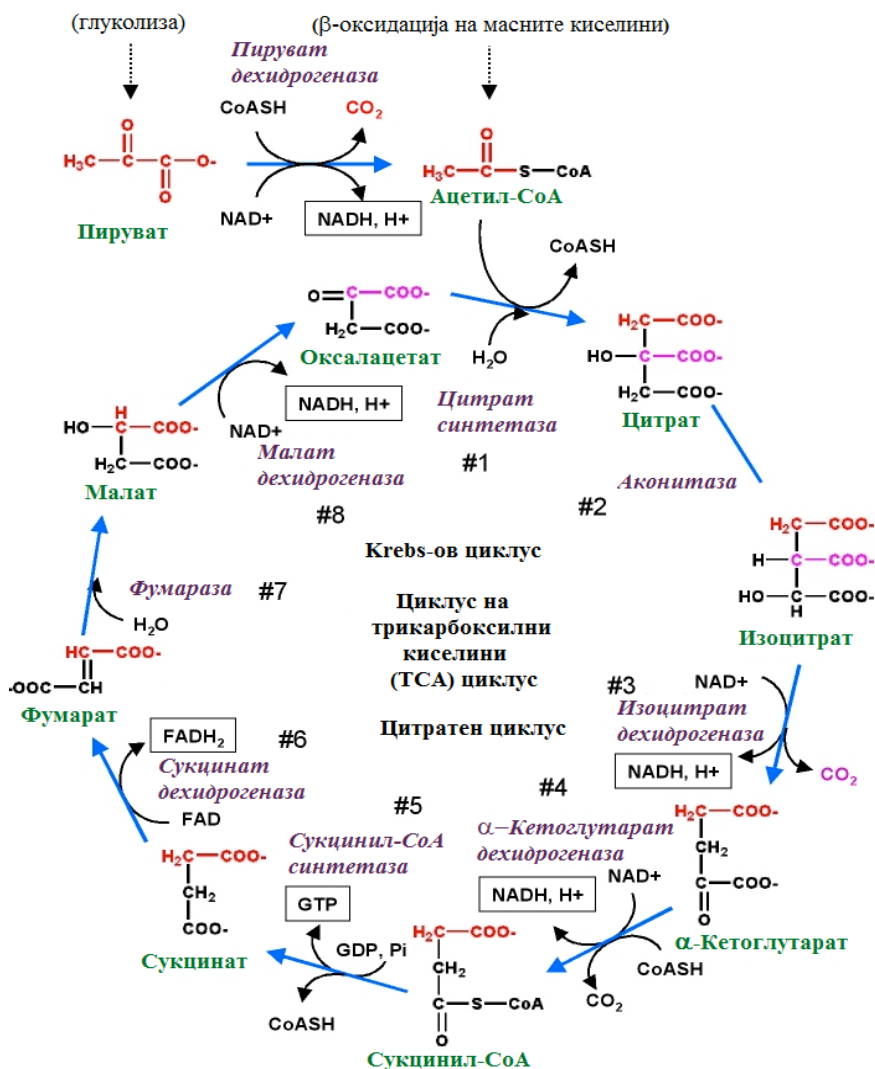 (глуколиза)
(β-оксидација на масните киселини)
Пируват
дехидрогеназа
CoASH
CO2
O
H3C—C—C—O-
O
O
H3C—C—S—CoA
Ацетил-CoA
Пируват
NAD+
NADH, H+
CoASH
O=C—COO-
H2C—COO-
Оксалацетат
H2O
H2C—COO-
HO—C—COO-
H2C—COO-
Цитрат
NADH, H+
NAD+
Цитрат
синтетаза
#1
H
HO—C—COO-
H2C—COO-
Малат
Малат
дехидрогеназа
#8
Аконитаза
#2
Krebs-ов циклус
H2C—COO-
H—C—COO-
HO—C—COO-
H
Изоцитрат
Фумараза
#7
H2O
Циклус на
трикарбоксилни
киселини
(TCA) циклус
HC—COO-
-OOC—CH
Фумарат
#3
NAD+
Изоцитрат
дехидрогеназа
NADH, H+
CO2
Цитратен циклус
FADH2
#6
Сукцинат
дехидрогеназа
FAD
#4
α–Кетоглутарат
дехидрогеназа
NAD+
NADH, H+
H2C—COO-
CH2
C—COO-
O
α-Кетоглутарат
#5
Сукцинил-CoA
синтетаза
GTP
GDP, Pi
CoASH
H2C—COO-
CH2
COO-
Сукцинат
CoASH
CO2
H2C—COO-
CH2
C—S—CoA
O
Сукцинил-CoA